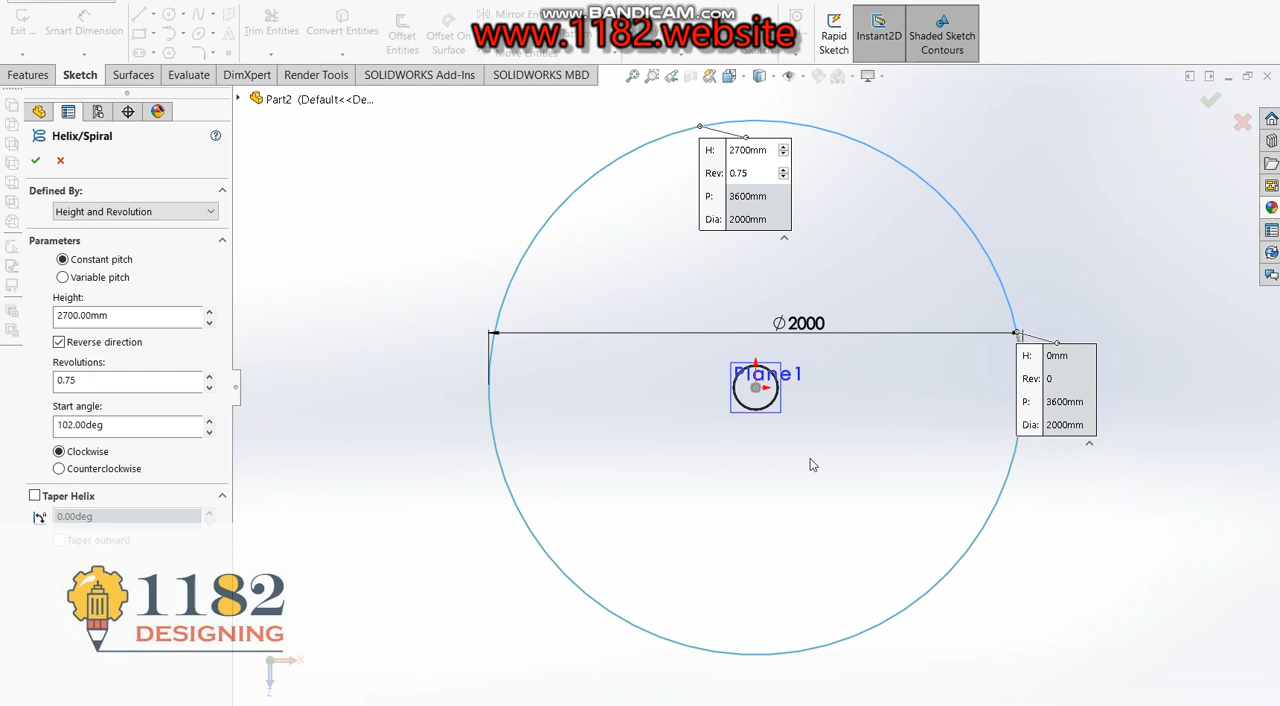 www.BANDICAM.com
www.1182.website
Exit ...
Smart Dimension
Trim Entities
Convert Entities
Offset
Entities
Offset On
Surface
Mirror Entities
Move Entities
Rapid
Sketch
Instant2D
Shaded Sketch
Contours
Features
Sketch
Surfaces
Evaluate
DimXpert
Render Tools
SOLIDWORKS Add-Ins
SOLIDWORKS MBD
Part2 (Default<<De...
Helix/Spiral
Defined By:
Height and Revolution
Parameters
Constant pitch
Variable pitch
Height:
2700.00mm
Reverse direction
Revolutions:
0.75
Start angle:
102.00deg
Clockwise
Counterclockwise
Taper Helix
0.00deg
Taper outward
H: 2700mm
Rev: 0.75
P: 3600mm
Dia: 2000mm
∅2000
Plane1
H: 0mm
Rev: 0
P: 3600mm
Dia: 2000mm
1182
DESIGNING
X
Z